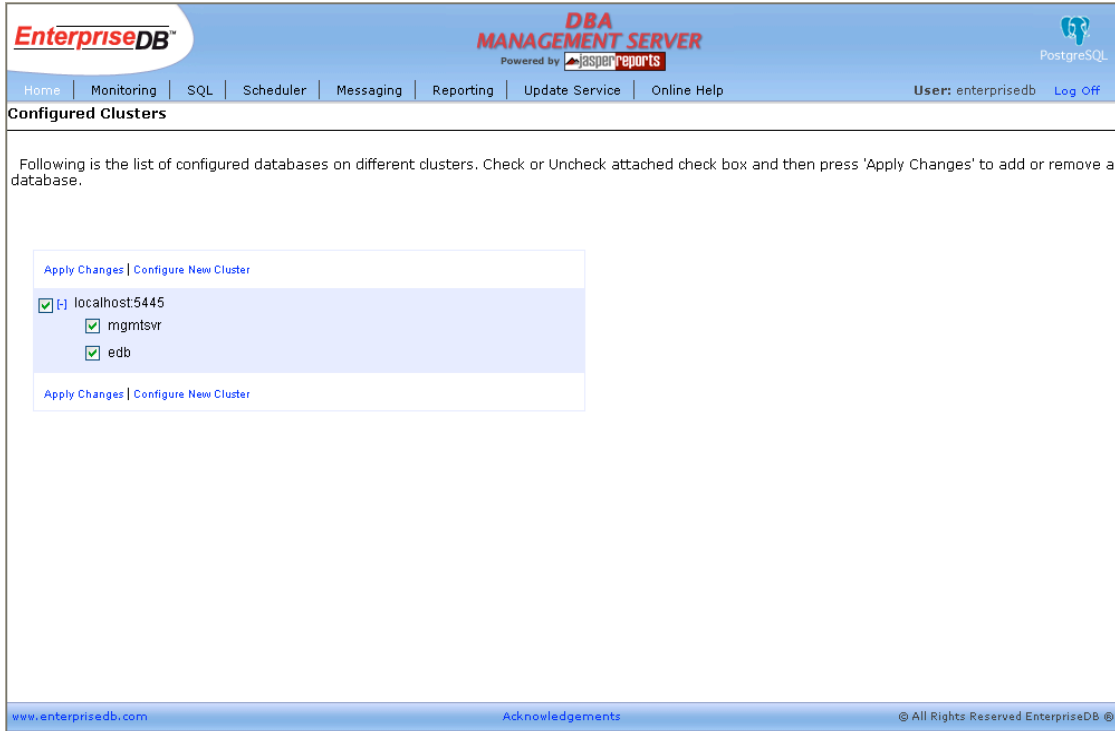 EnterpriseDB™
DBA
MANAGEMENT SERVER
Powered by jasperreports
PostgreSQL
Home | Monitoring | SQL | Scheduler | Messaging | Reporting | Update Service | Online Help User: enterprisedb Log Off
Configured Clusters
Following is the list of configured databases on different clusters. Check or Uncheck attached check box and then press 'Apply Changes' to add or remove a
database.
Apply Changes | Configure New Cluster
[-] localhost:5445
mgmtsvr
edb
Apply Changes | Configure New Cluster
www.enterprisedb.com Acknowledgements © All Rights Reserved EnterpriseDB ®